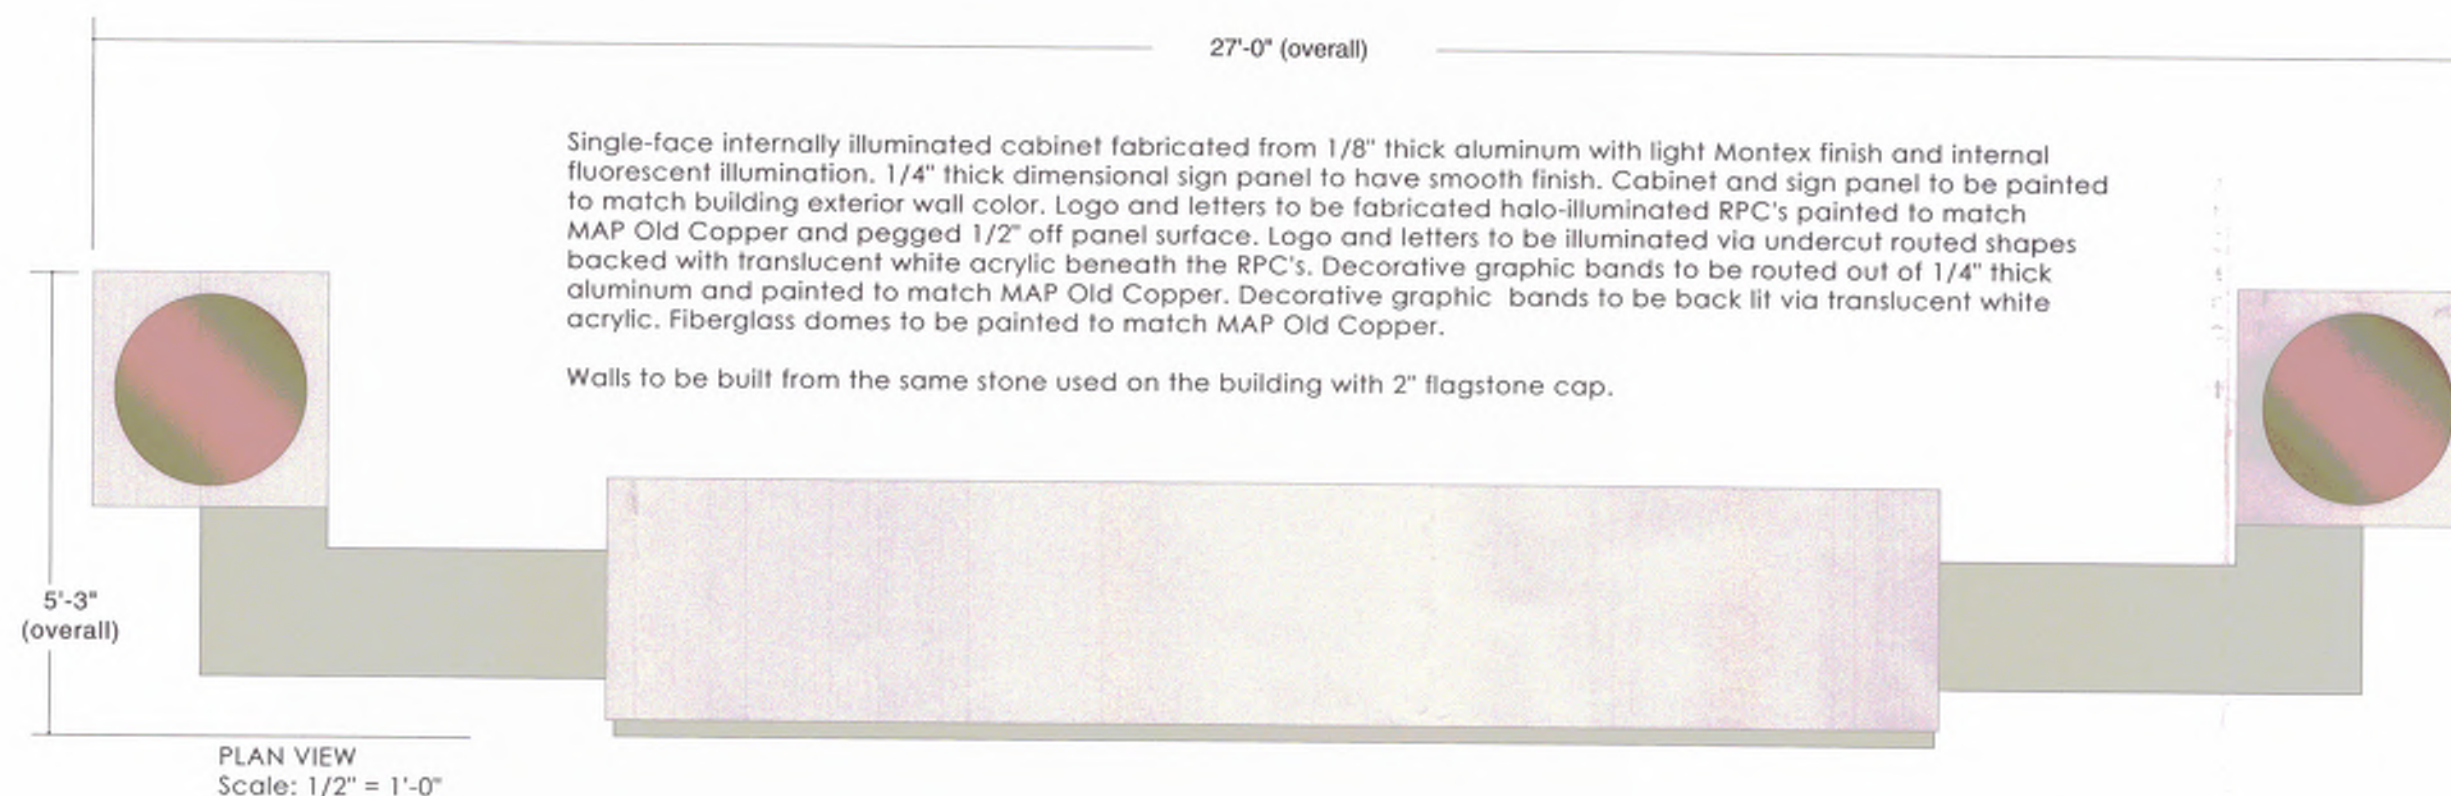 27'-0" (overall)
Single-face internally illuminated cabinet fabricated from 1/8" thick aluminum with light Montex finish and internal
fluorescent illumination. 1/4" thick dimensional sign panel to have smooth finish. Cabinet and sign panel to be painted
to match building exterior wall color. Logo and letters to be fabricated halo-illuminated RPC's painted to match
MAP Old Copper and pegged 1/2" off panel surface. Logo and letters to be illuminated via undercut routed shapes
backed with translucent white acrylic beneath the RPC's. Decorative graphic bands to be routed out of 1/4" thick
aluminum and painted to match MAP Old Copper. Decorative graphic  bands to be back lit via translucent white
acrylic. Fiberglass domes to be painted to match MAP Old Copper.
Walls to be built from the same stone used on the building with 2" flagstone cap.
5'-3"
(overall)
PLAN VIEW
Scale: 1/2" = 1'-0"